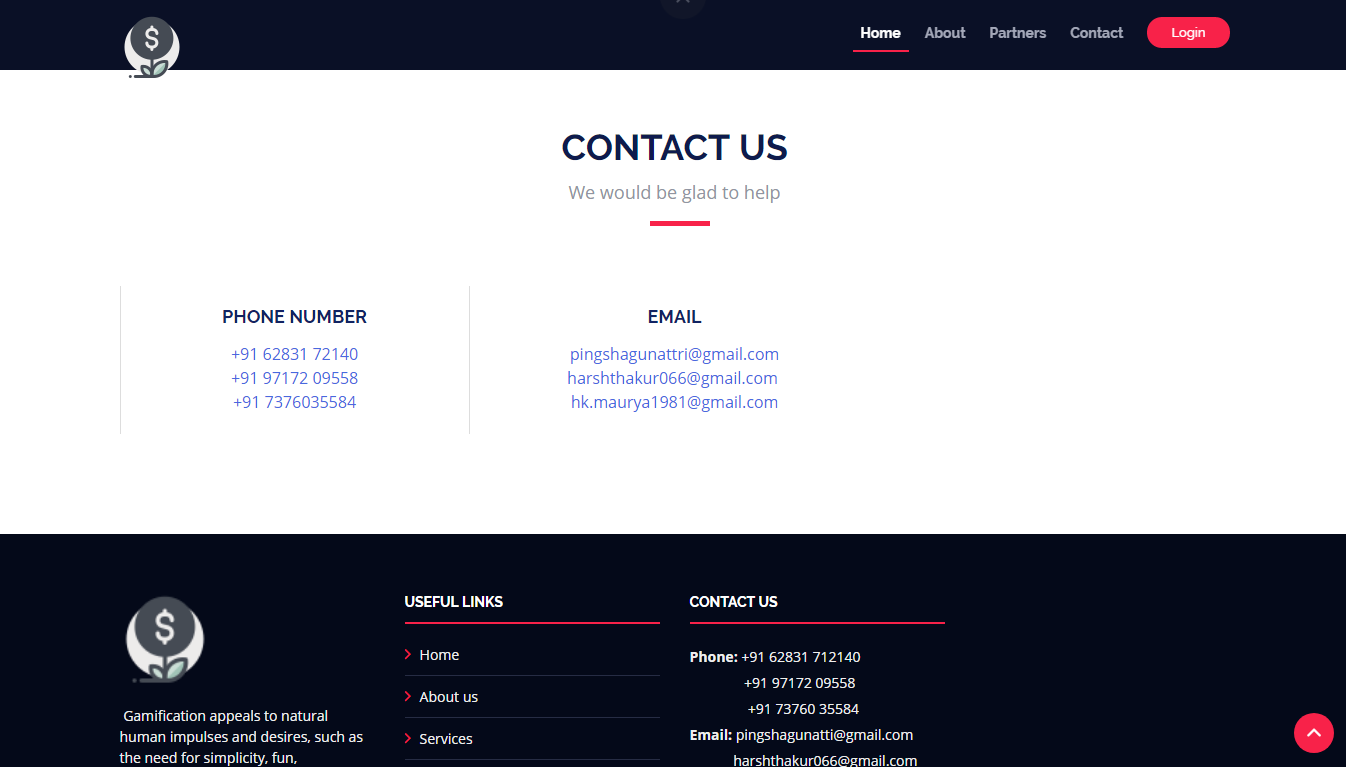 $
Home About Partners Contact Login
CONTACT US
We would be glad to help
PHONE NUMBER
+91 62831 72140
+91 97172 09558
+91 7376035584
EMAIL
pingshagunattri@gmail.com
harshthakur066@gmail.com
hk.maurya1981@gmail.com
$
Gamification appeals to natural
human impulses and desires, such as
the need for simplicity, fun,
USEFUL LINKS
Home
About us
Services
CONTACT US
Phone: +91 62831 712140
+91 97172 09558
+91 73760 35584
Email: pingshagunatti@gmail.com
harshthakur066@gmail.com